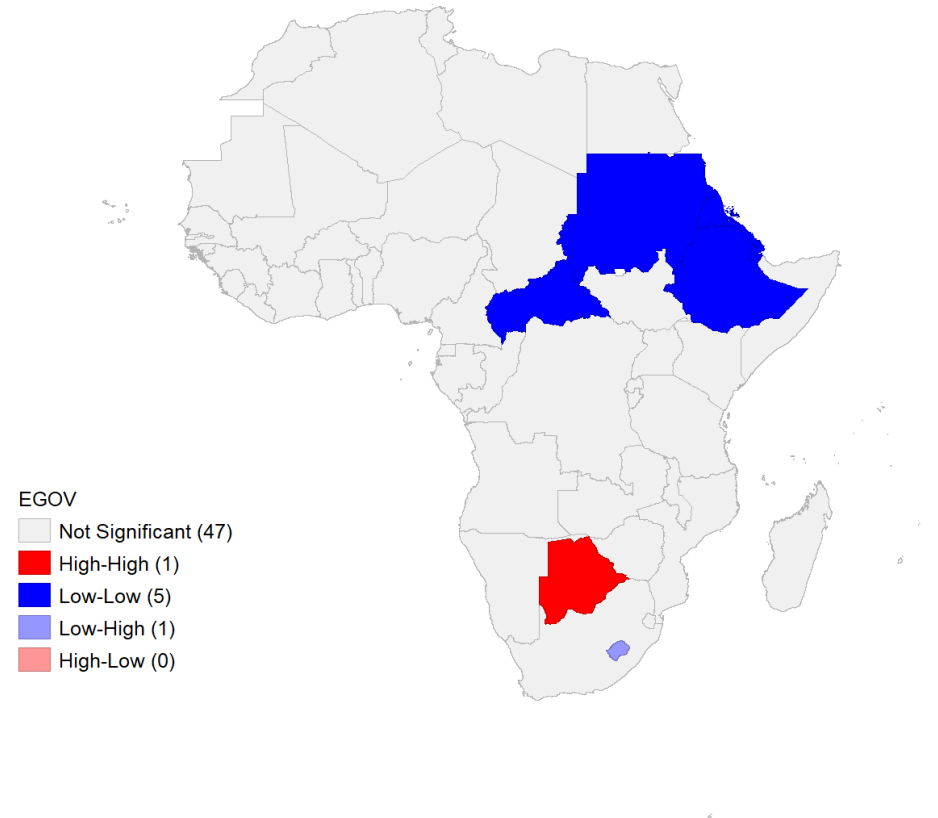 EGOV
Not Significant (47)
High-High (1)
Low-Low (5)
Low-High (1)
High-Low (0)